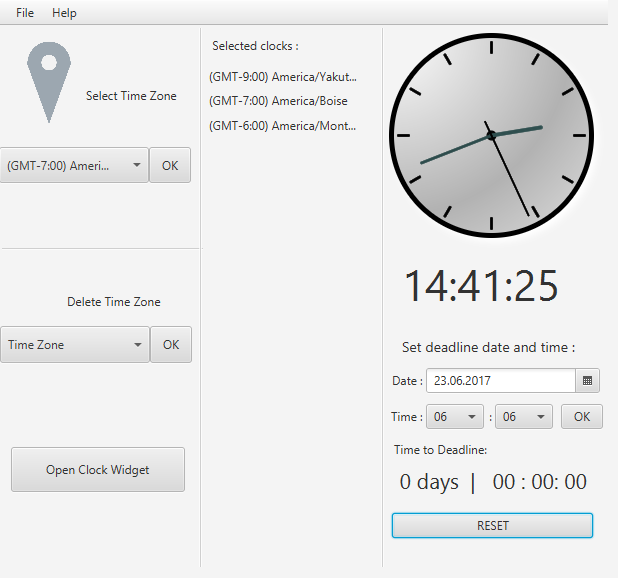 File Help
Select Time Zone
(GMT-7:00) Ameri...
OK
Delete Time Zone
Time Zone
OK
Open Clock Widget
Selected clocks :
(GMT-9:00) America/Yakut...
(GMT-7:00) America/Boise
(GMT-6:00) America/Mont...
14:41:25
Set deadline date and time :
Date : 23.06.2017
Time : 06 : 06 OK
Time to Deadline:
0 days | 00 : 00: 00
RESET